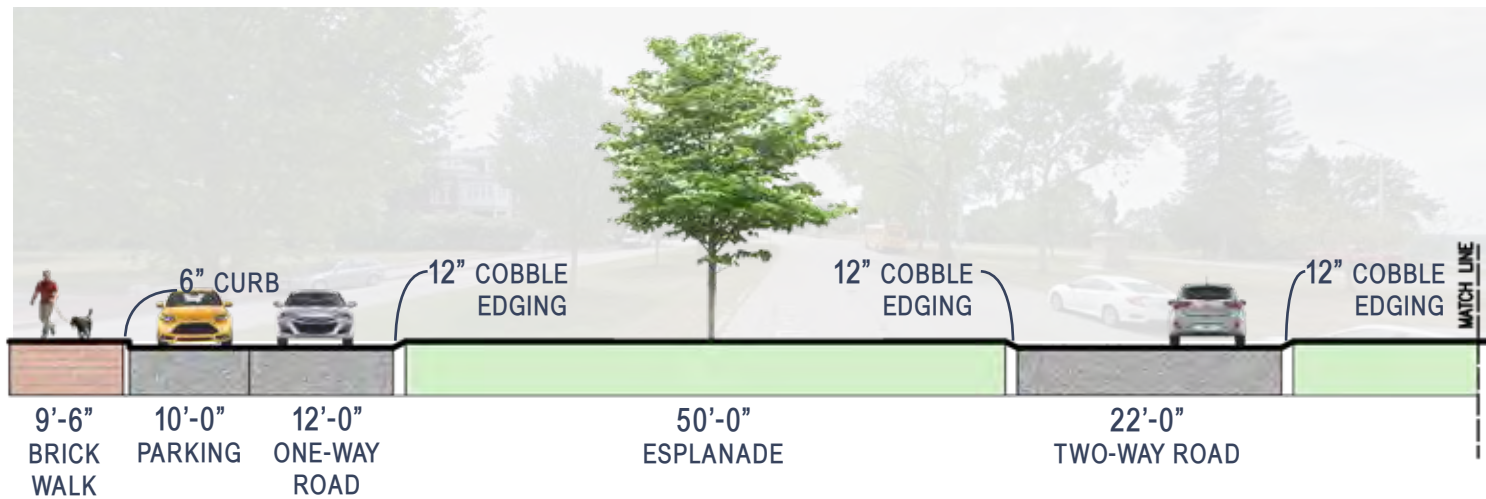 6” CURB
12” COBBLE
EDGING
12” COBBLE
EDGING
12” COBBLE
EDGING
MATCH LINE
9’-6”
BRICK
WALK
10’-0”
PARKING
12’-0”
ONE-WAY
ROAD
50’-0”
ESPLANADE
22’-0”
TWO-WAY ROAD